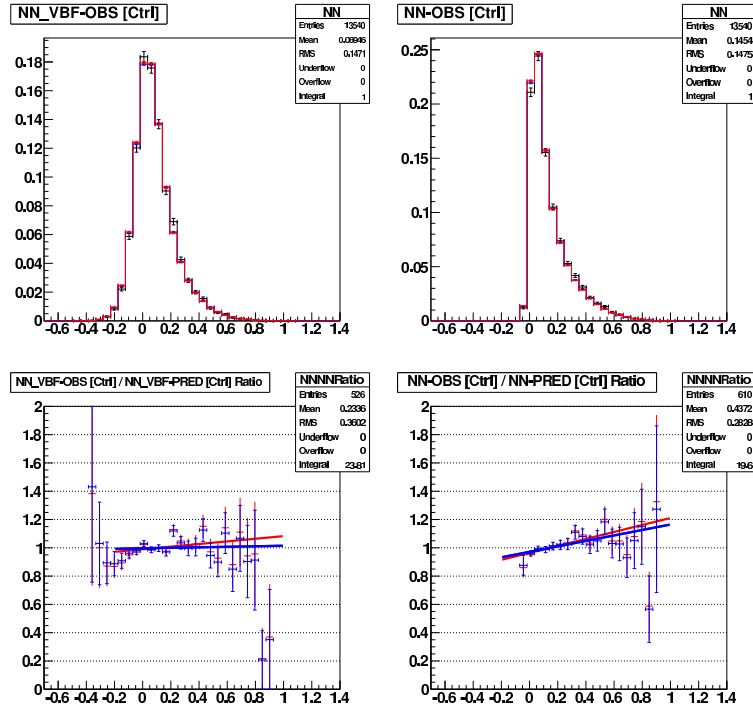 NN_VBF-OBS [Ctrl]
NN
Entries 13540
Mean 0.08946
RMS 0.1471
Underflow 0
Overflow 0
Integral 1
0.18
0.16
0.14
0.12
0.1
0.08
0.06
0.04
0.02
0
-0.6 -0.4 -0.2 0 0.2 0.4 0.6 0.8 1 1.2 1.4
NN-OBS [Ctrl]
NN
Entries 13540
Mean 0.1454
RMS 0.1475
Underflow 0
Overflow 0
Integral 1
0.25
0.2
0.15
0.1
0.05
0
-0.6 -0.4 -0.2 0 0.2 0.4 0.6 0.8 1 1.2 1.4
NN_VBF-OBS [Ctrl] / NN_VBF-PRED [Ctrl] Ratio
NNNNRatio
Entries 526
Mean 0.2336
RMS 0.3602
Underflow 0
Overflow 0
Integral 23.81
2
1.8
1.6
1.4
1.2
1
0.8
0.6
0.4
0.2
0
-0.6 -0.4 -0.2 0 0.2 0.4 0.6 0.8 1 1.2 1.4
NN-OBS [Ctrl] / NN-PRED [Ctrl] Ratio
NNNNRatio
Entries 610
Mean 0.4372
RMS 0.2828
Underflow 0
Overflow 0
Integral 19.6
2
1.8
1.6
1.4
1.2
1
0.8
0.6
0.4
0.2
0
-0.6 -0.4 -0.2 0 0.2 0.4 0.6 0.8 1 1.2 1.4